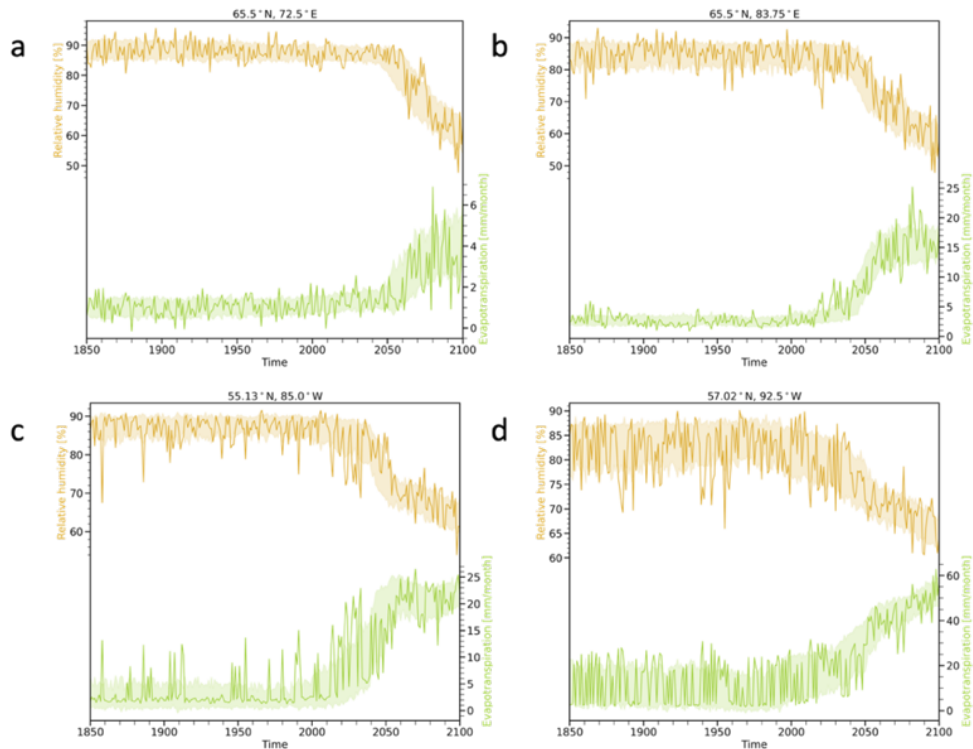 a
65.5°N, 72.5°E
Relative humidity [%]
90
80
70
60
50
Evapotranspiration [mm/month]
6
4
2
0
1850 1900 1950 2000 2050 2100
Time
b
65.5°N, 83.75°E
Relative humidity [%]
90
80
70
60
50
Evapotranspiration [mm/month]
25
20
15
10
5
0
1850 1900 1950 2000 2050 2100
Time
c
55.13°N, 85.0°W
Relative humidity [%]
90
80
70
60
Evapotranspiration [mm/month]
25
20
15
10
5
0
1850 1900 1950 2000 2050 2100
Time
d
57.02°N, 92.5°W
Relative humidity [%]
90
85
80
75
70
65
60
Evapotranspiration [mm/month]
60
40
20
0
1850 1900 1950 2000 2050 2100
Time